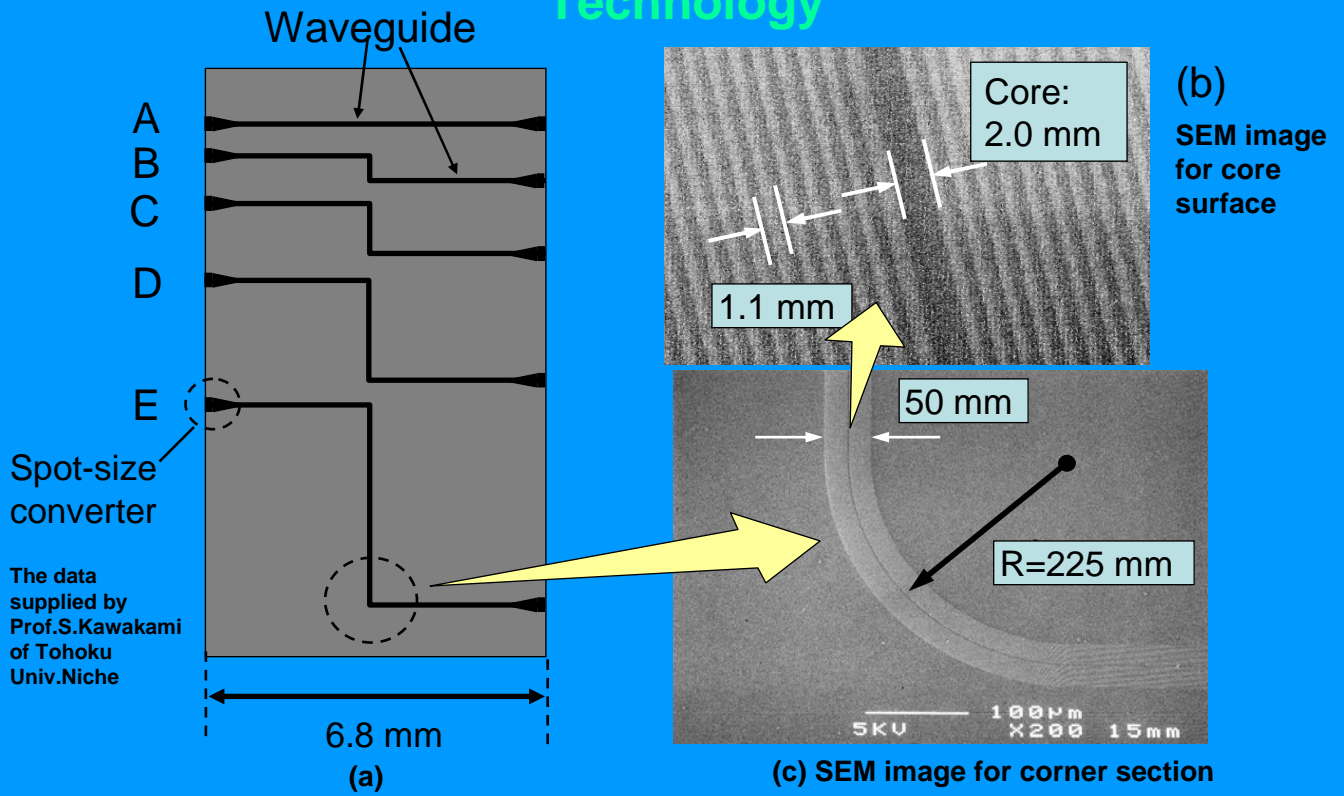 Technology
Waveguide
A
B
C
D
E
Spot-size
converter
The data
supplied by
Prof.S.Kawakami
of Tohoku
Univ.Niche
6.8 mm
(a)
Core:
2.0 mm
1.1 mm
(b)
SEM image
for core
surface
50 mm
R=225 mm
100µm
5KV X200 15mm
(c) SEM image for corner section